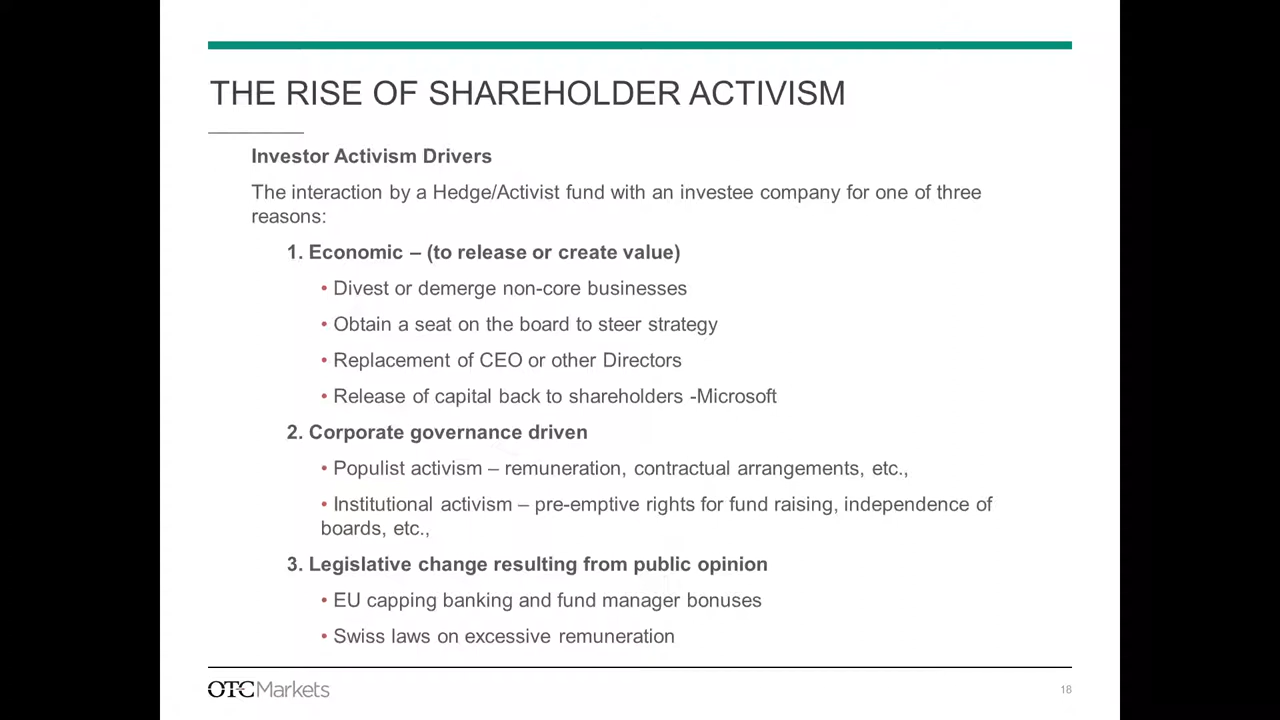 THE RISE OF SHAREHOLDER ACTIVISM
Investor Activism Drivers
The interaction by a Hedge/Activist fund with an investee company for one of three
reasons:
1. Economic – (to release or create value)
• Divest or demerge non-core businesses
• Obtain a seat on the board to steer strategy
• Replacement of CEO or other Directors
• Release of capital back to shareholders -Microsoft
2. Corporate governance driven
• Populist activism – remuneration, contractual arrangements, etc.,
• Institutional activism – pre-emptive rights for fund raising, independence of
boards, etc.,
3. Legislative change resulting from public opinion
• EU capping banking and fund manager bonuses
• Swiss laws on excessive remuneration
OTC Markets
18